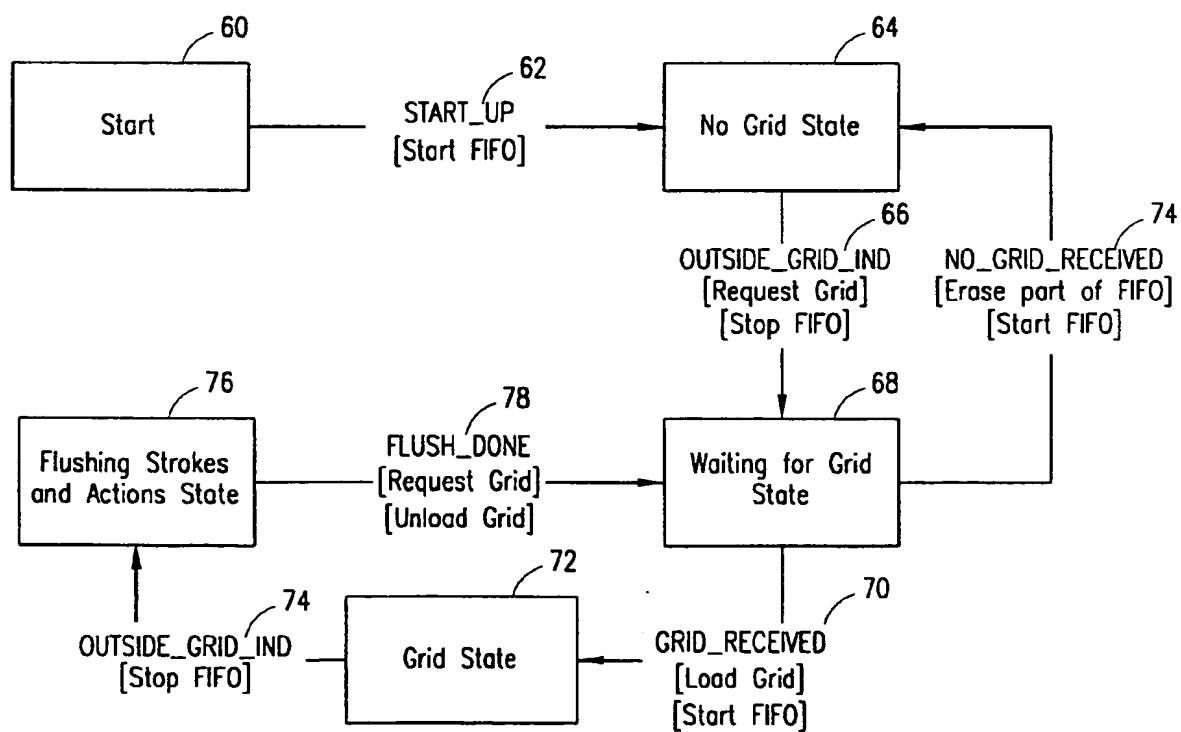 60
Start
62
START_UP
[Start FIFO]
64
No Grid State
66
OUTSIDE_GRID_IND
[Request Grid]
[Stop FIFO]
74
NO_GRID_RECEIVED
[Erase part of FIFO]
[Start FIFO]
76
Flushing Strokes
and Actions State
78
FLUSH_DONE
[Request Grid]
[Unload Grid]
68
Waiting for Grid
State
74
OUTSIDE_GRID_IND
[Stop FIFO]
72
Grid State
70
GRID_RECEIVED
[Load Grid]
[Start FIFO]